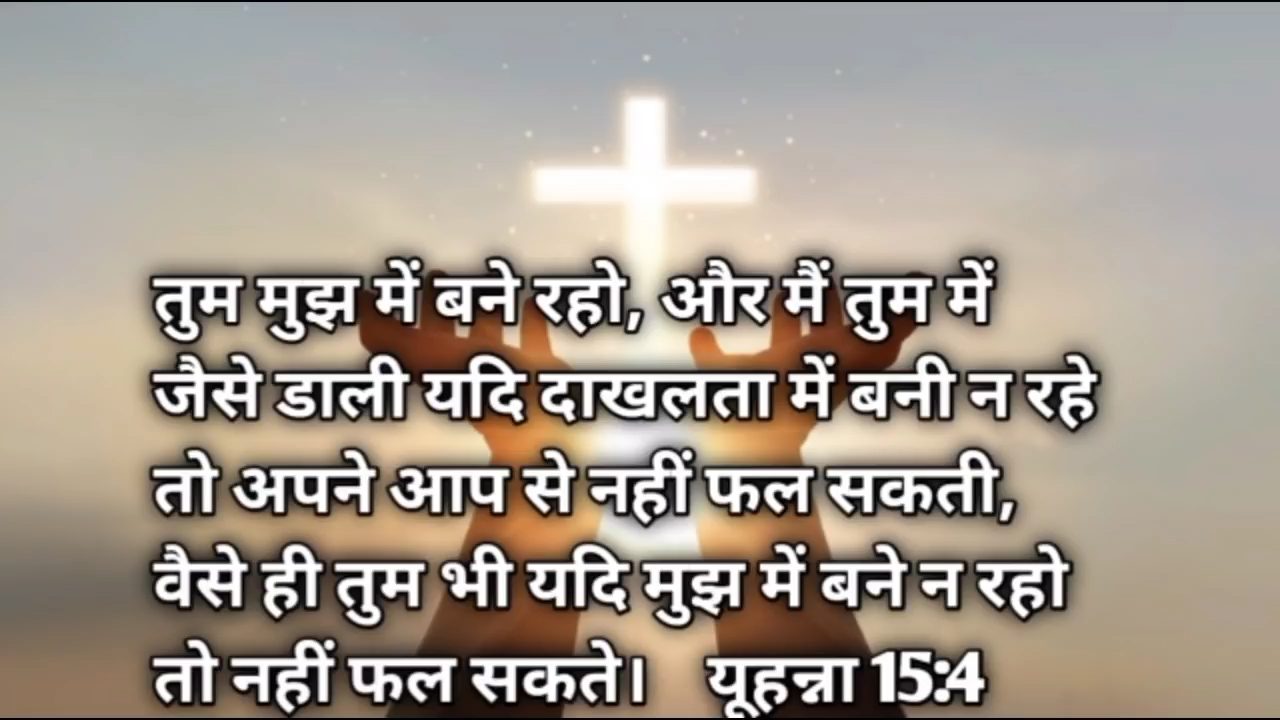 तुम मुझ में बने रहो, और मैं तुम में
जैसे डाली यदि दाखलता में बनी न रहे
तो अपने आप से नहीं फल सकती,
वैसे ही तुम भी यदि मुझ में बने न रहो
तो नहीं फल सकते। यूहन्ना 15:4